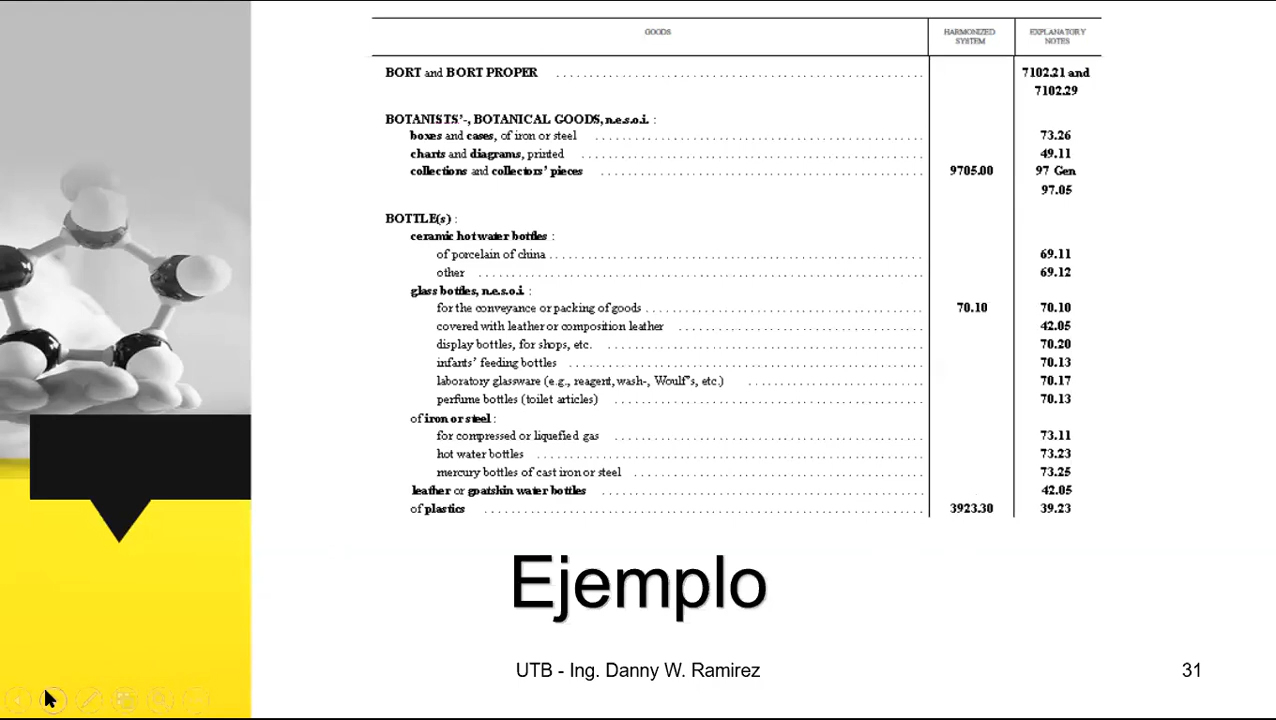 GOODS HARMONIZED SYSTEM EXPLANATORY NOTES
BORT and BORT PROPER 7102.21 and
7102.29
BOTANISTS'-, BOTANICAL GOODS, n.e.s.o.i. :
boxes and cases, of iron or steel 73.26
charts and diagrams, printed 49.11
collections and collectors' pieces 9705.00 97 Gen
97.05
BOTTLE(s) :
ceramic hot water bottles :
of porcelain of china 69.11
other 69.12
glass bottles, n.e.s.o.i. :
for the conveyance or packing of goods 70.10 70.10
covered with leather or composition leather 42.05
display bottles, for shops, etc. 70.20
infants' feeding bottles 70.13
laboratory glassware (e.g., reagent, wash-, Woulf's, etc.) 70.17
perfume bottles (toilet articles) 70.13
of iron or steel :
for compressed or liquefied gas 73.11
hot water bottles 73.23
mercury bottles of cast iron or steel 73.25
leather or goatskin water bottles 42.05
of plastics 3923.30 39.23
Ejemplo
UTB - Ing. Danny W. Ramirez 31